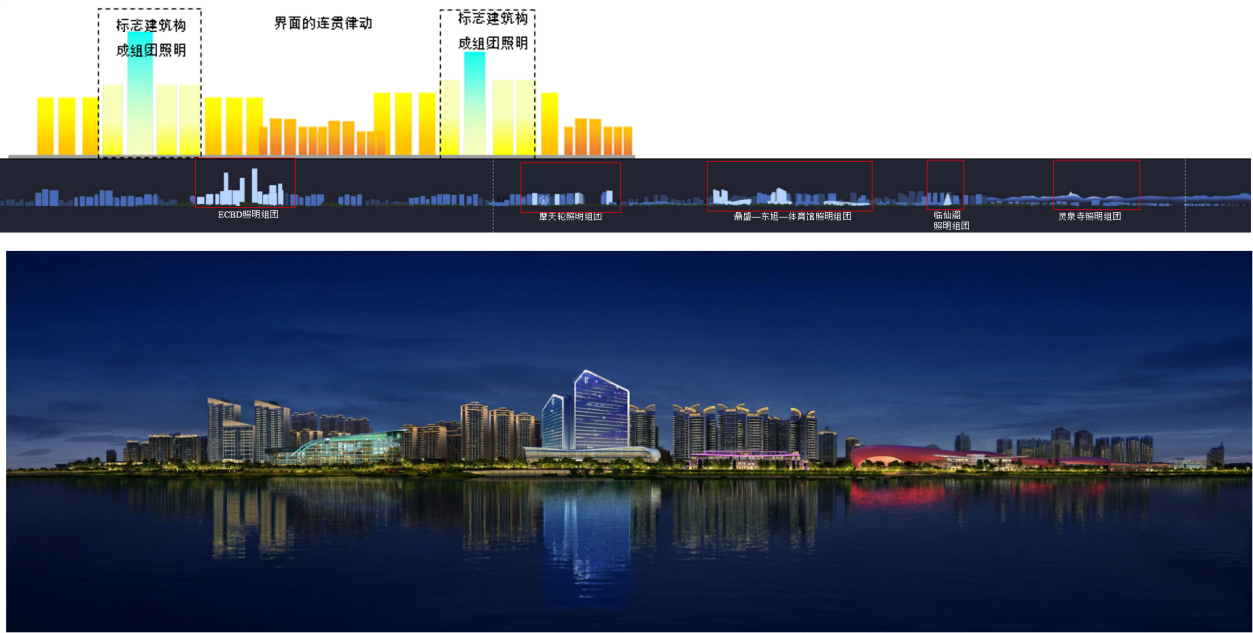 标志建筑构
成组团照明
界面的连贯律动
标志建筑构
成组团照明
ECBD照明组团
摩天轮照明组团
鼎盛—东旭—体育馆照明组团
临仙阁
照明组团
灵泉寺照明组团